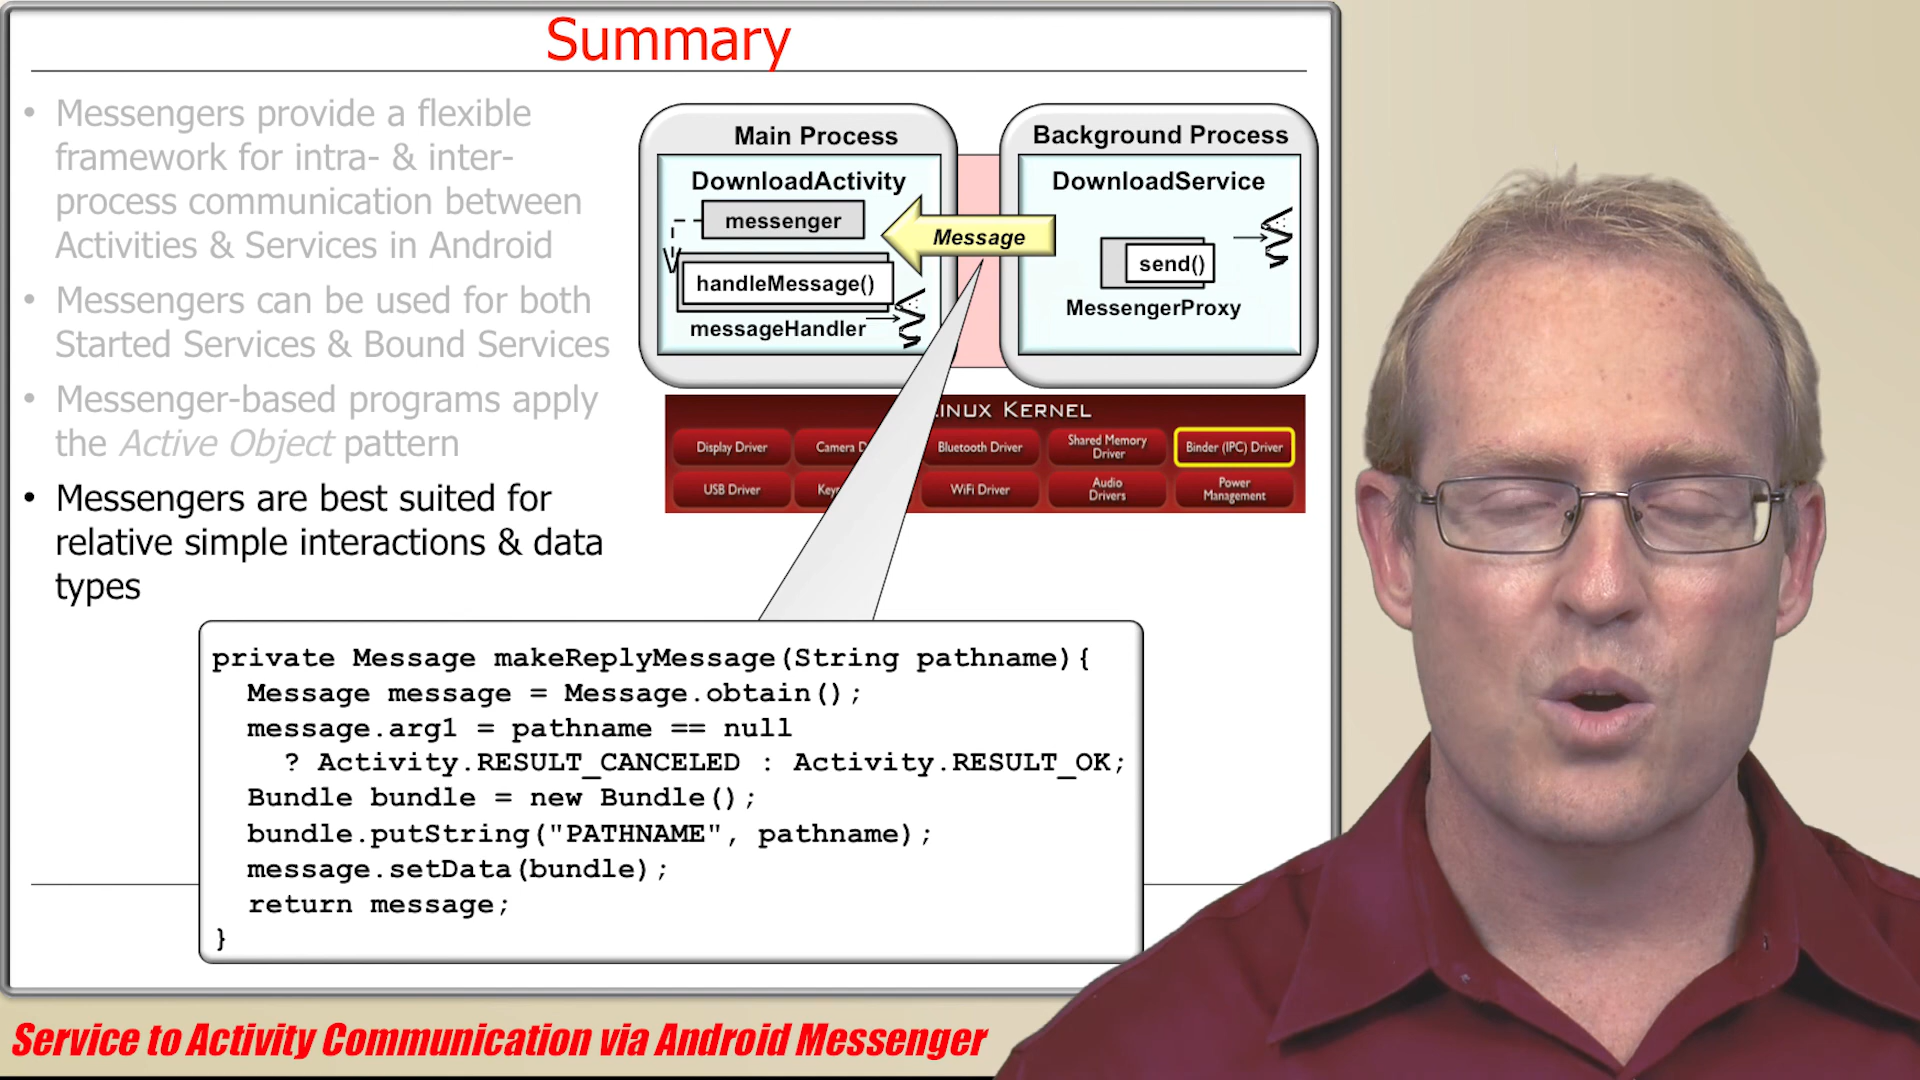 Summary
• Messengers provide a flexible
framework for intra- & inter-
process communication between
Activities & Services in Android
• Messengers can be used for both
Started Services & Bound Services
• Messenger-based programs apply
the Active Object pattern
• Messengers are best suited for
relative simple interactions & data
types
Main Process
DownloadActivity
messenger
handleMessage()
messageHandler
Message
Background Process
DownloadService
send()
MessengerProxy
Linux Kernel
Display Driver
Camera
Bluetooth Driver
Shared Memory
Driver
Binder (IPC) Driver
USB Driver
WiFi Driver
Audio
Drivers
Power
Management
private Message makeReplyMessage(String pathname){
Message message = Message.obtain();
message.arg1 = pathname == null
? Activity.RESULT_CANCELED : Activity.RESULT_OK;
Bundle bundle = new Bundle();
bundle.putString("PATHNAME", pathname);
message.setData(bundle);
return message;
}
Service to Activity Communication via Android Messenger